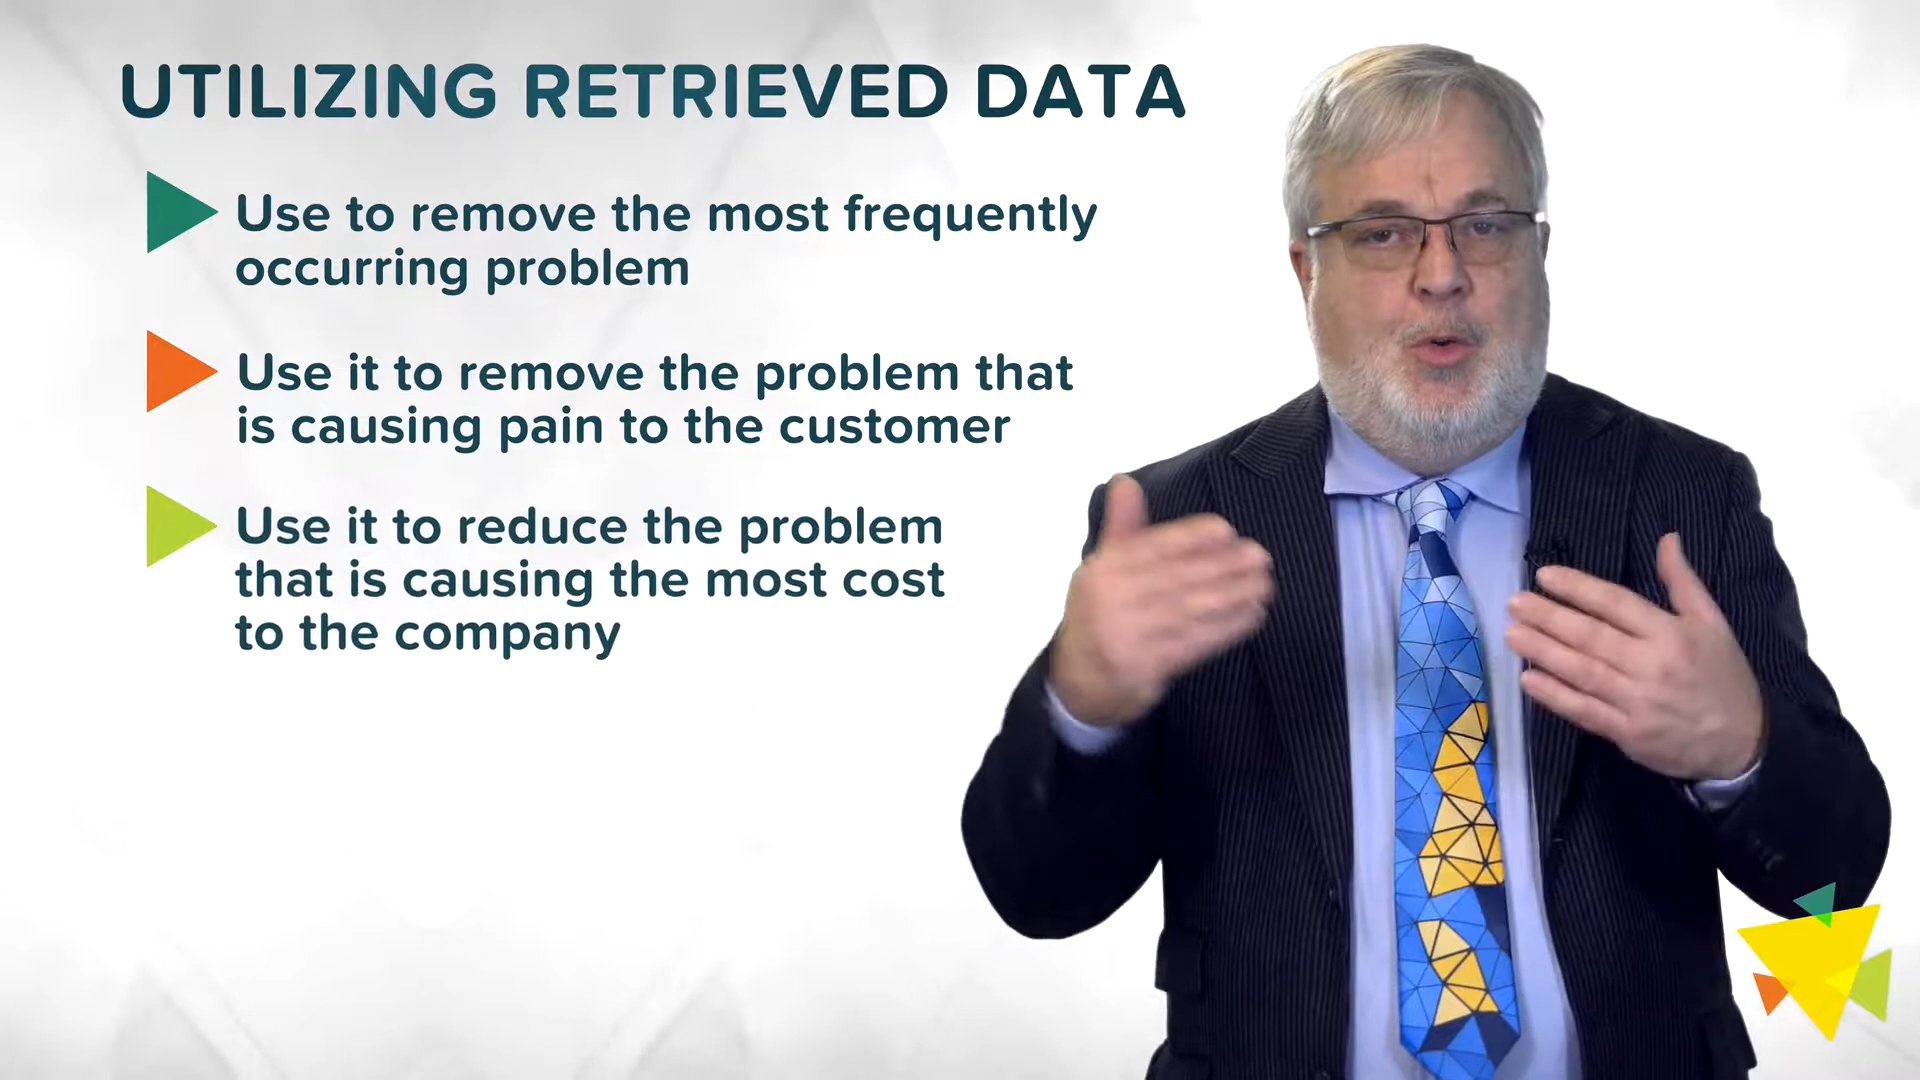 UTILIZING RETRIEVED DATA
Use to remove the most frequently
occurring problem
Use it to remove the problem that
is causing pain to the customer
Use it to reduce the problem
that is causing the most cost
to the company